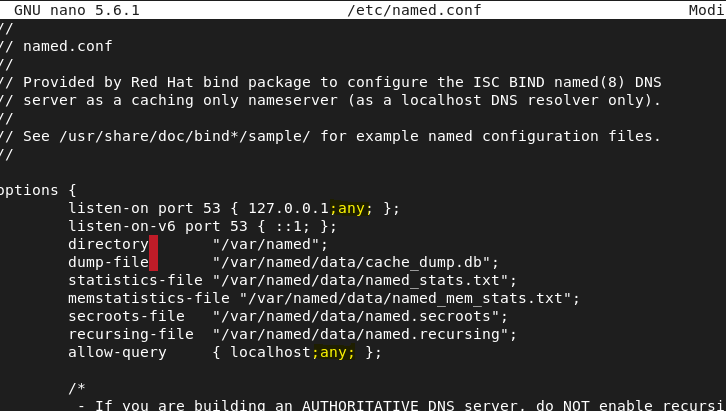 GNU nano 5.6.1 /etc/named.conf Modi
//
// named.conf
//
// Provided by Red Hat bind package to configure the ISC BIND named(8) DNS
// server as a caching only nameserver (as a localhost DNS resolver only).
//
// See /usr/share/doc/bind*/sample/ for example named configuration files.
//
options {
listen-on port 53 { 127.0.0.1;any; };
listen-on-v6 port 53 { ::1; };
directory "/var/named";
dump-file "/var/named/data/cache_dump.db";
statistics-file "/var/named/data/named_stats.txt";
memstatistics-file "/var/named/data/named_mem_stats.txt";
secroots-file "/var/named/data/named.secroots";
recursing-file "/var/named/data/named.recursing";
allow-query { localhost;any; };
/*
- If you are building an AUTHORITATIVE DNS server, do NOT enable recursi